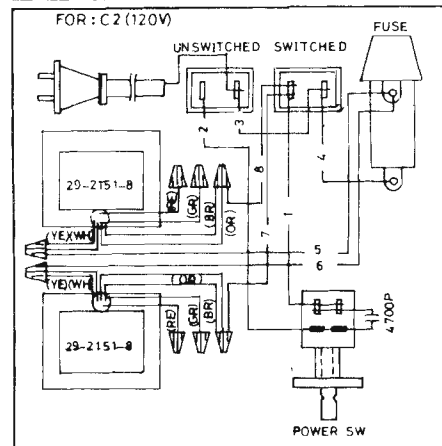 FOR: C2 (120V)
UNSWITCHED SWITCHED FUSE
2
3
8
4
29-2151-8
(RE)
(GR)
(BR)
(OR)
7
1
(YE)(WH)
5
6
(YE)(WH)
(OR)
(RE)
(GR)
(BR)
29-2151-8
4700P
POWER SW